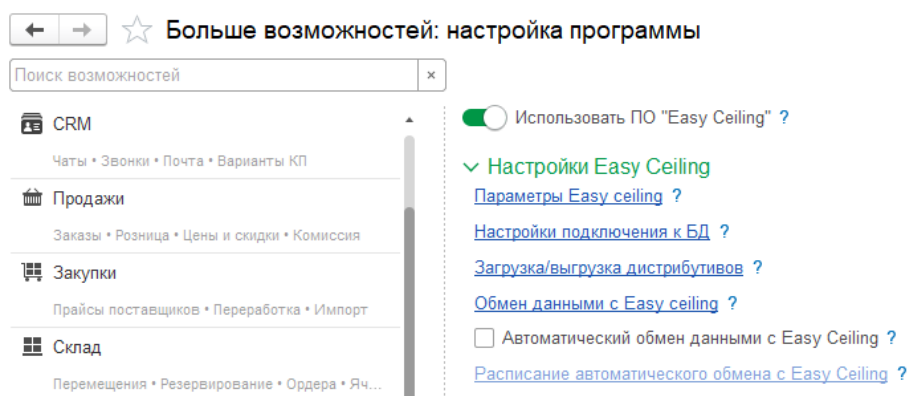 Больше возможностей: настройка программы
Поиск возможностей
CRM
Чаты • Звонки • Почта • Варианты КП
Продажи
Заказы • Розница • Цены и скидки • Комиссия
Закупки
Прайсы поставщиков • Переработка • Импорт
Склад
Перемещения • Резервирование • Ордера • Яч...
Использовать ПО "Easy Ceiling" ?
Настройки Easy Ceiling
Параметры Easy ceiling ?
Настройки подключения к БД ?
Загрузка/выгрузка дистрибутивов ?
Обмен данными с Easy ceiling ?
Автоматический обмен данными с Easy Ceiling ?
Расписание автоматического обмена с Easy Ceiling ?